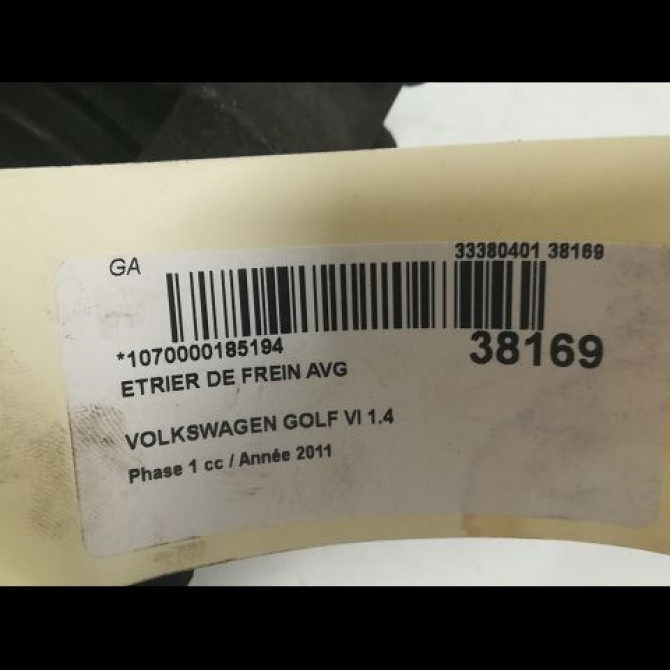 GA
33380401 38169
*1070000185194
38169
ETRIER DE FREIN AVG
VOLKSWAGEN GOLF VI 1.4
Phase 1 cc / Année 2011